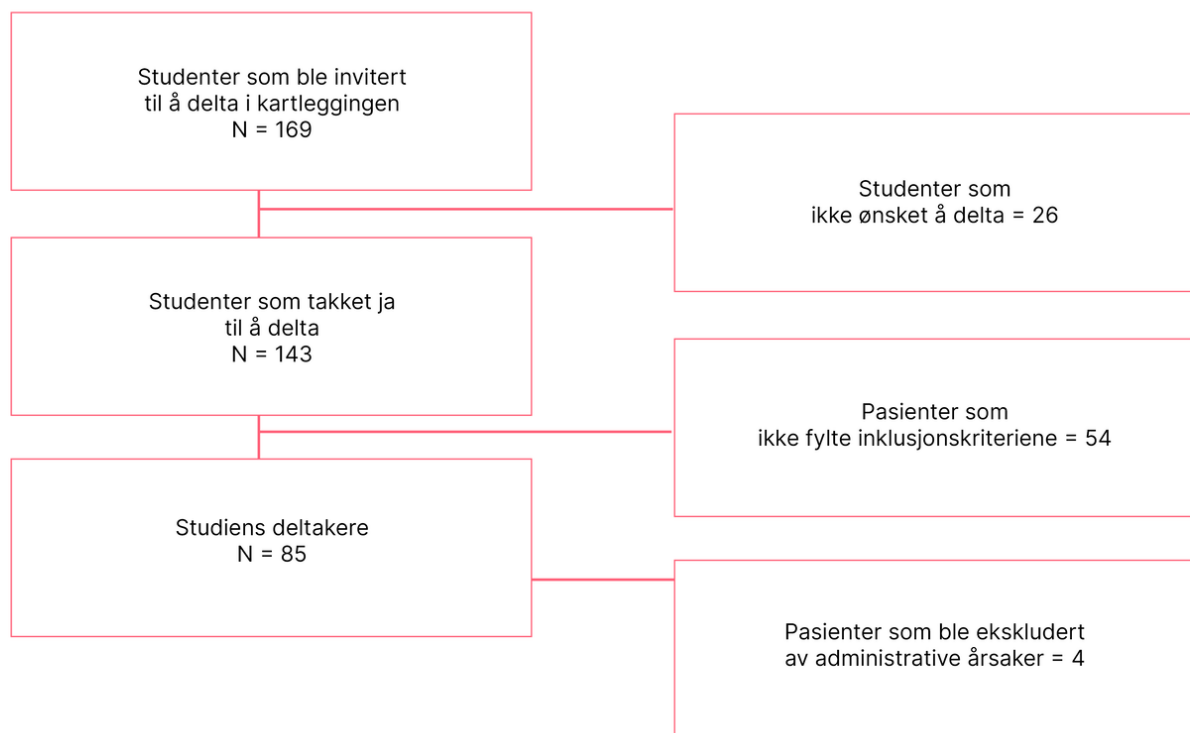 Studenter som ble invitert
til å delta i kartleggingen
N = 169
Studenter som
ikke ønsket å delta = 26
Studenter som takket ja
til å delta
N = 143
Pasienter som
ikke fylte inklusjonskriteriene = 54
Studiens deltakere
N = 85
Pasienter som ble ekskludert
av administrative årsaker = 4